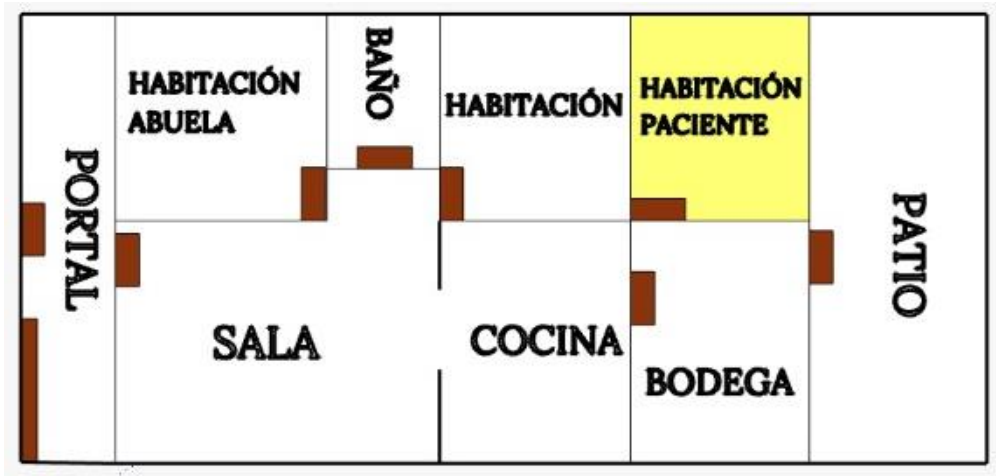 PORTAL
HABITACIÓN
ABUELA
BAÑO
HABITACIÓN
HABITACIÓN
PACIENTE
PATIO
SALA
COCINA
BODEGA